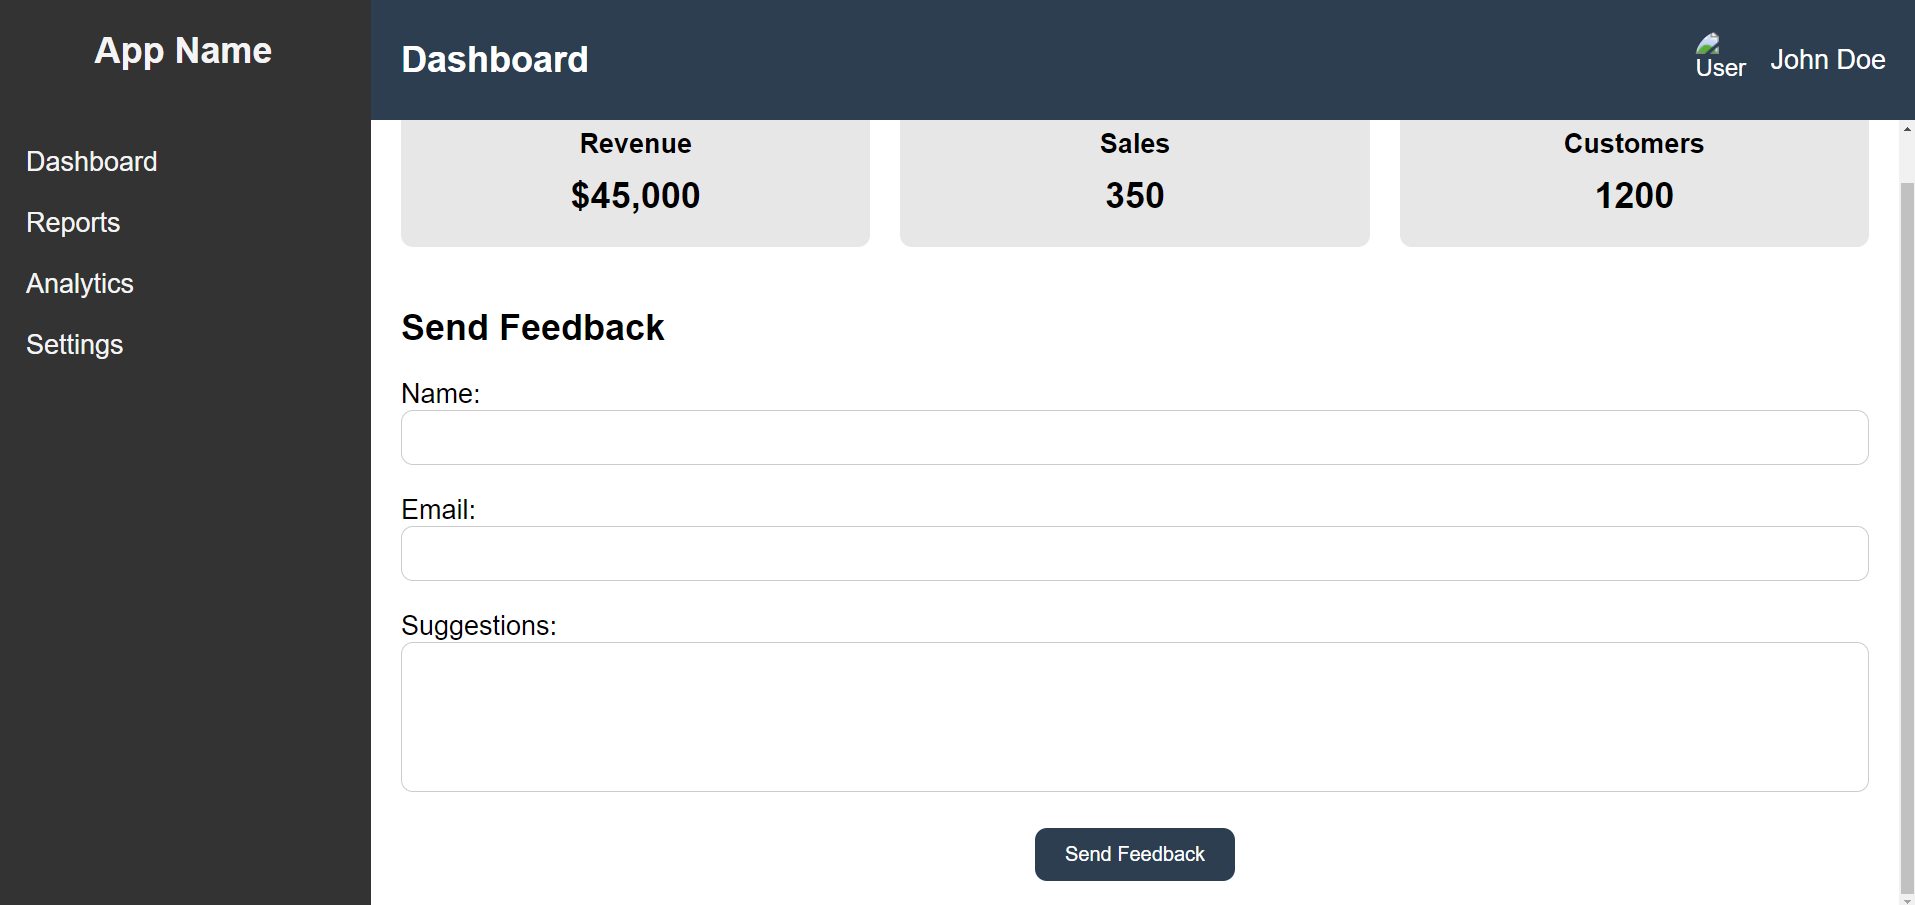 App Name
Dashboard
Reports
Analytics
Settings
Dashboard
User
John Doe
Revenue
$45,000
Sales
350
Customers
1200
Send Feedback
Name:
Email:
Suggestions:
Send Feedback